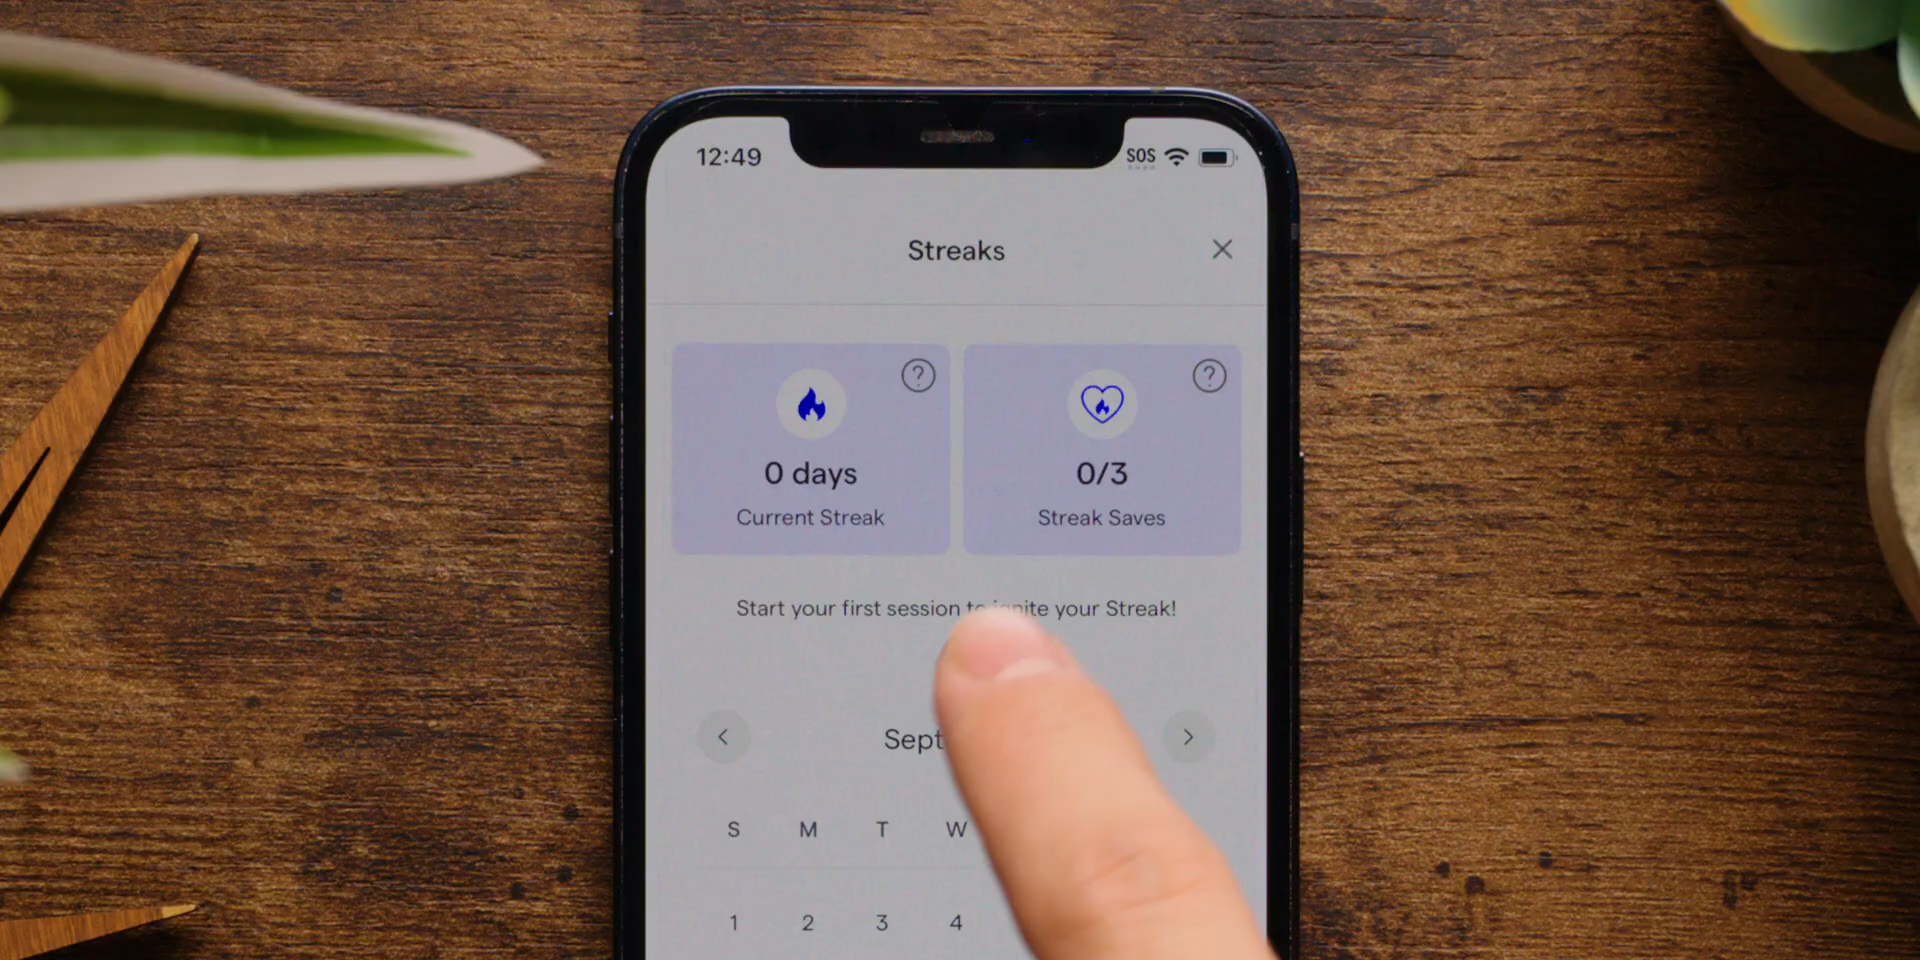 12:49 SOS
Streaks
? ?
0 days 0/3
Current Streak Streak Saves
Start your first session to ignite your Streak!
Sept
S M T W
1 2 3 4